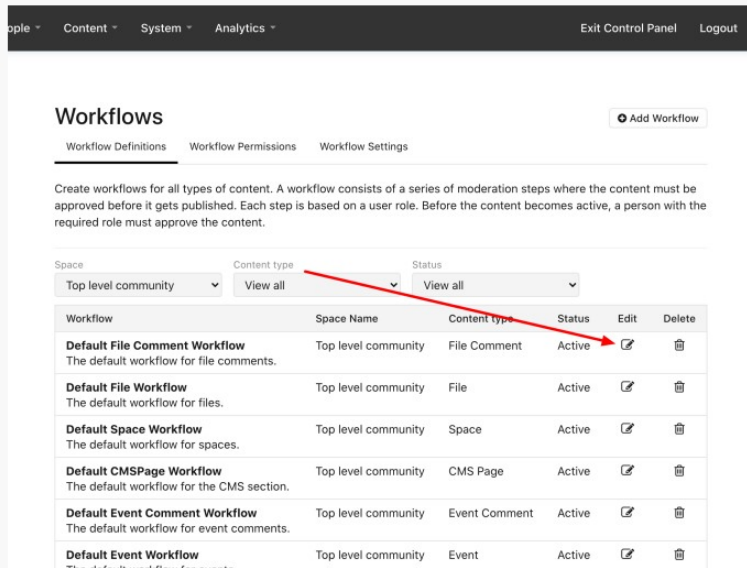 Content System Analytics Exit Control Panel Logout
Workflows
Add Workflow
Workflow Definitions Workflow Permissions Workflow Settings
Create workflows for all types of content. A workflow consists of a series of moderation steps where the content must be
approved before it gets published. Each step is based on a user role. Before the content becomes active, a person with the
required role must approve the content.
Space Content type Status
Top level community View all View all
Workflow Space Name Content type Status Edit Delete
Default File Comment Workflow Top level community File Comment Active
The default workflow for file comments.
Default File Workflow Top level community File Active
The default workflow for files.
Default Space Workflow Top level community Space Active
The default workflow for spaces.
Default CMSPage Workflow Top level community CMS Page Active
The default workflow for the CMS section.
Default Event Comment Workflow Top level community Event Comment Active
The default workflow for event comments.
Default Event Workflow Top level community Event Active